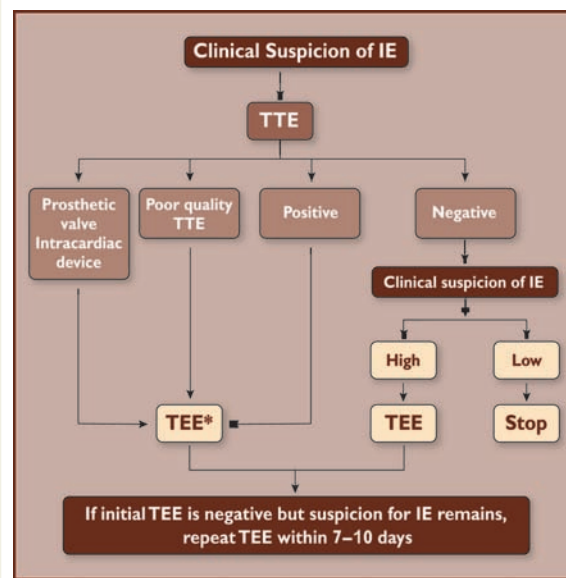 Clinical Suspicion of IE
TTE
Prosthetic
valve
Intracardiac
device
Poor quality
TTE
Positive
Negative
Clinical suspicion of IE
High
Low
TEE*
TEE
Stop
If initial TEE is negative but suspicion for IE remains,
repeat TEE within 7–10 days